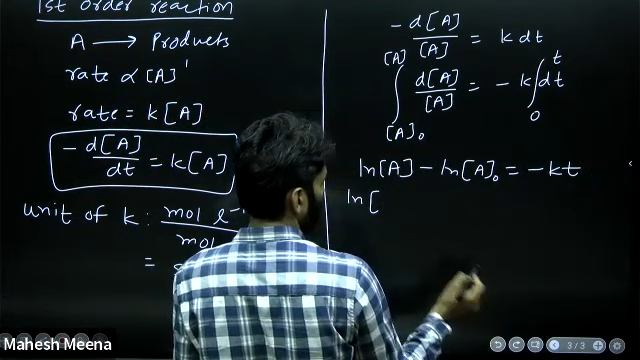 1st order reaction
A ⟶ Products
rate ∝ [A]¹
rate = k[A]
-d[A]/dt = k[A]
unit of k : mol l⁻/mol
=
-d[A]/[A] = k dt
∫_{[A]₀}^{[A]} d[A]/[A] = - k ∫_{0}^{t} dt
ln[A] - ln[A]₀ = -kt
ln[
Mahesh Meena
3 / 3